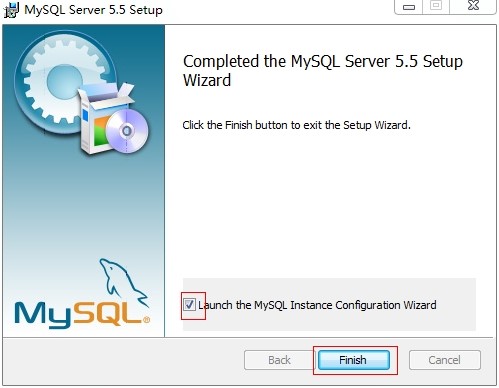 MySQL Server 5.5 Setup
Completed the MySQL Server 5.5 Setup
Wizard
Click the Finish button to exit the Setup Wizard.
MySQL®
Launch the MySQL Instance Configuration Wizard
Back
Finish
Cancel